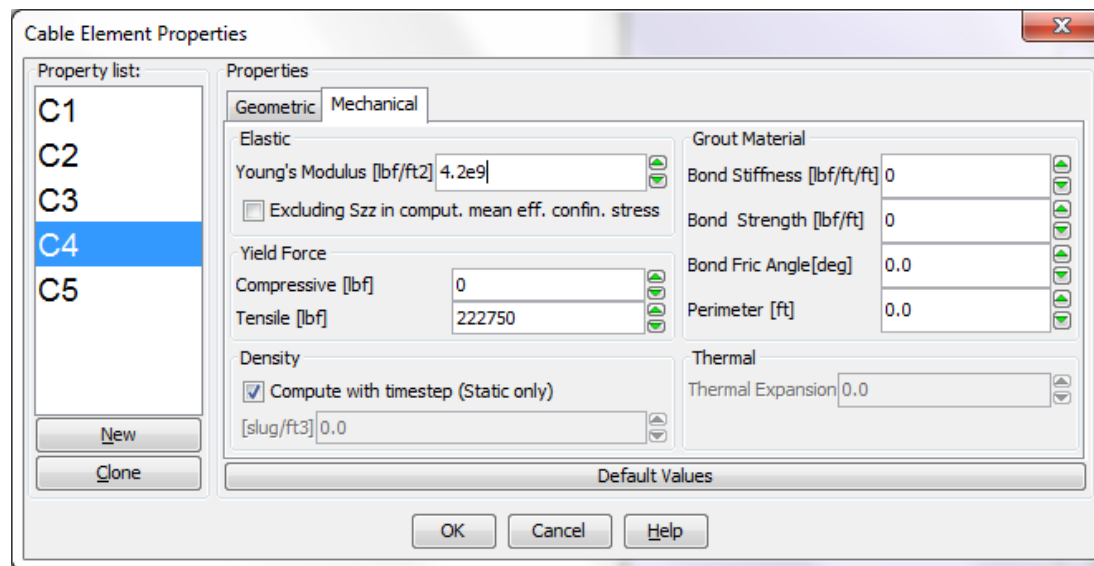 Cable Element Properties
x
Property list:
C1
C2
C3
C4
C5
New
Clone
Properties
Geometric Mechanical
Elastic
Young's Modulus [lbf/ft2] 4.2e9
Excluding Szz in comput. mean eff. confin. stress
Yield Force
Compressive [lbf] 0
Tensile [lbf] 222750
Density
Compute with timestep (Static only)
[slug/ft3] 0.0
Grout Material
Bond Stiffness [lbf/ft/ft] 0
Bond Strength [lbf/ft] 0
Bond Fric Angle[deg] 0.0
Perimeter [ft] 0.0
Thermal
Thermal Expansion 0.0
Default Values
OK Cancel Help